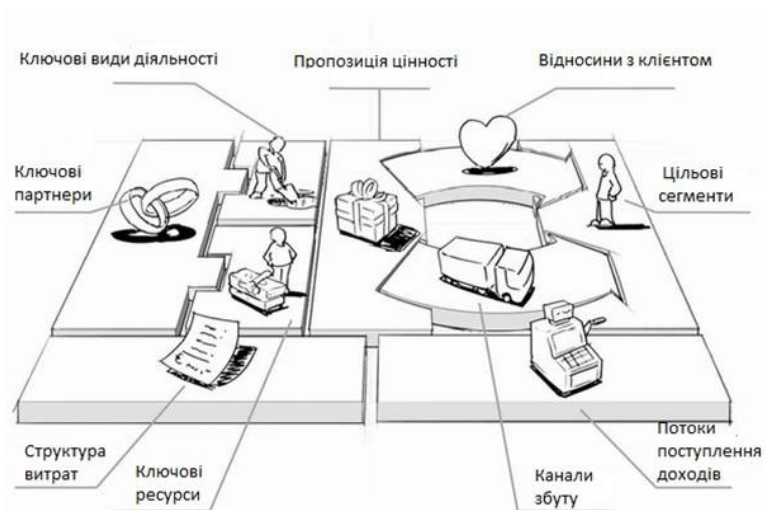 Ключові види діяльності
Пропозиція цінності
Відносини з клієнтом
Ключові
партнери
Цільові
сегменти
Структура
витрат
Ключові
ресурси
Канали
збуту
Потоки
поступлення
доходів